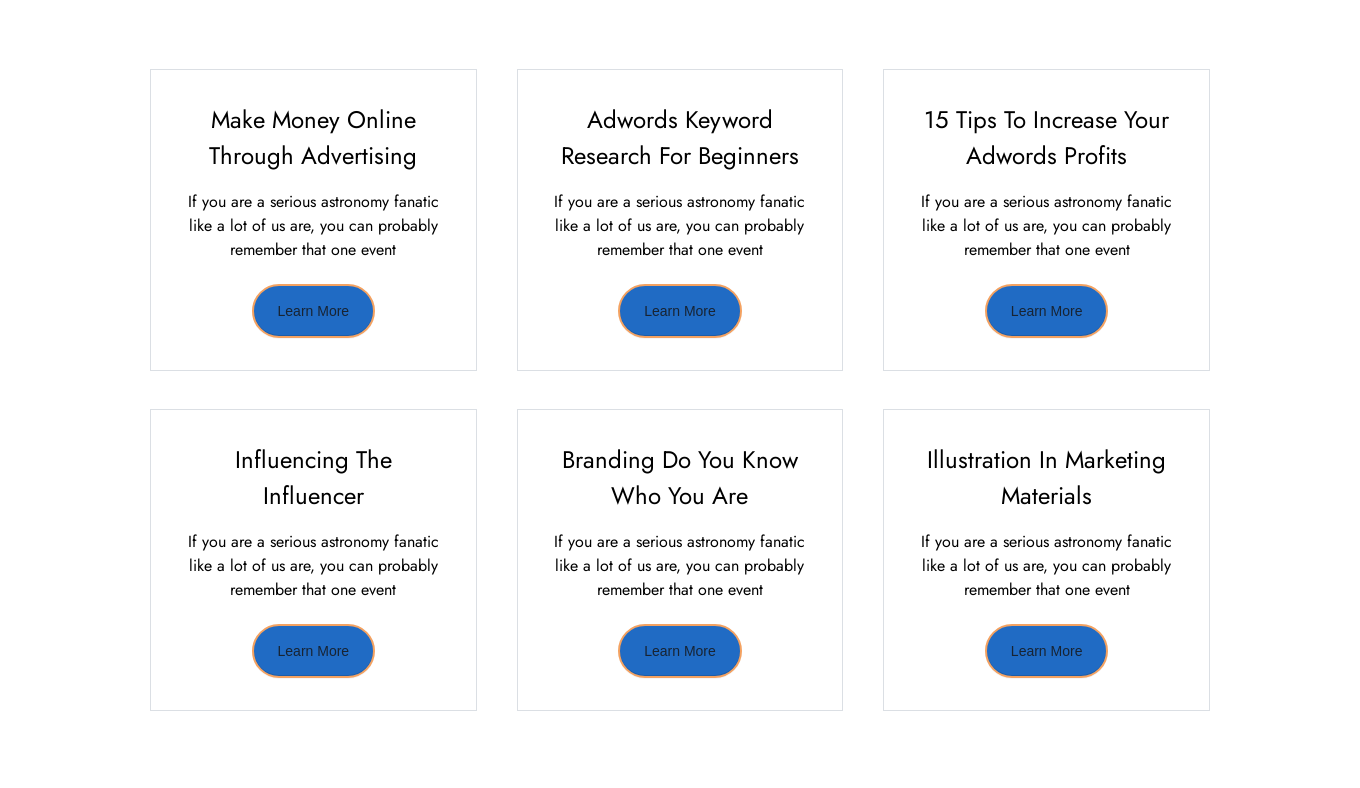 Make Money Online
Through Advertising
If you are a serious astronomy fanatic
like a lot of us are, you can probably
remember that one event
Learn More
Adwords Keyword
Research For Beginners
If you are a serious astronomy fanatic
like a lot of us are, you can probably
remember that one event
Learn More
15 Tips To Increase Your
Adwords Profits
If you are a serious astronomy fanatic
like a lot of us are, you can probably
remember that one event
Learn More
Influencing The
Influencer
If you are a serious astronomy fanatic
like a lot of us are, you can probably
remember that one event
Learn More
Branding Do You Know
Who You Are
If you are a serious astronomy fanatic
like a lot of us are, you can probably
remember that one event
Learn More
Illustration In Marketing
Materials
If you are a serious astronomy fanatic
like a lot of us are, you can probably
remember that one event
Learn More